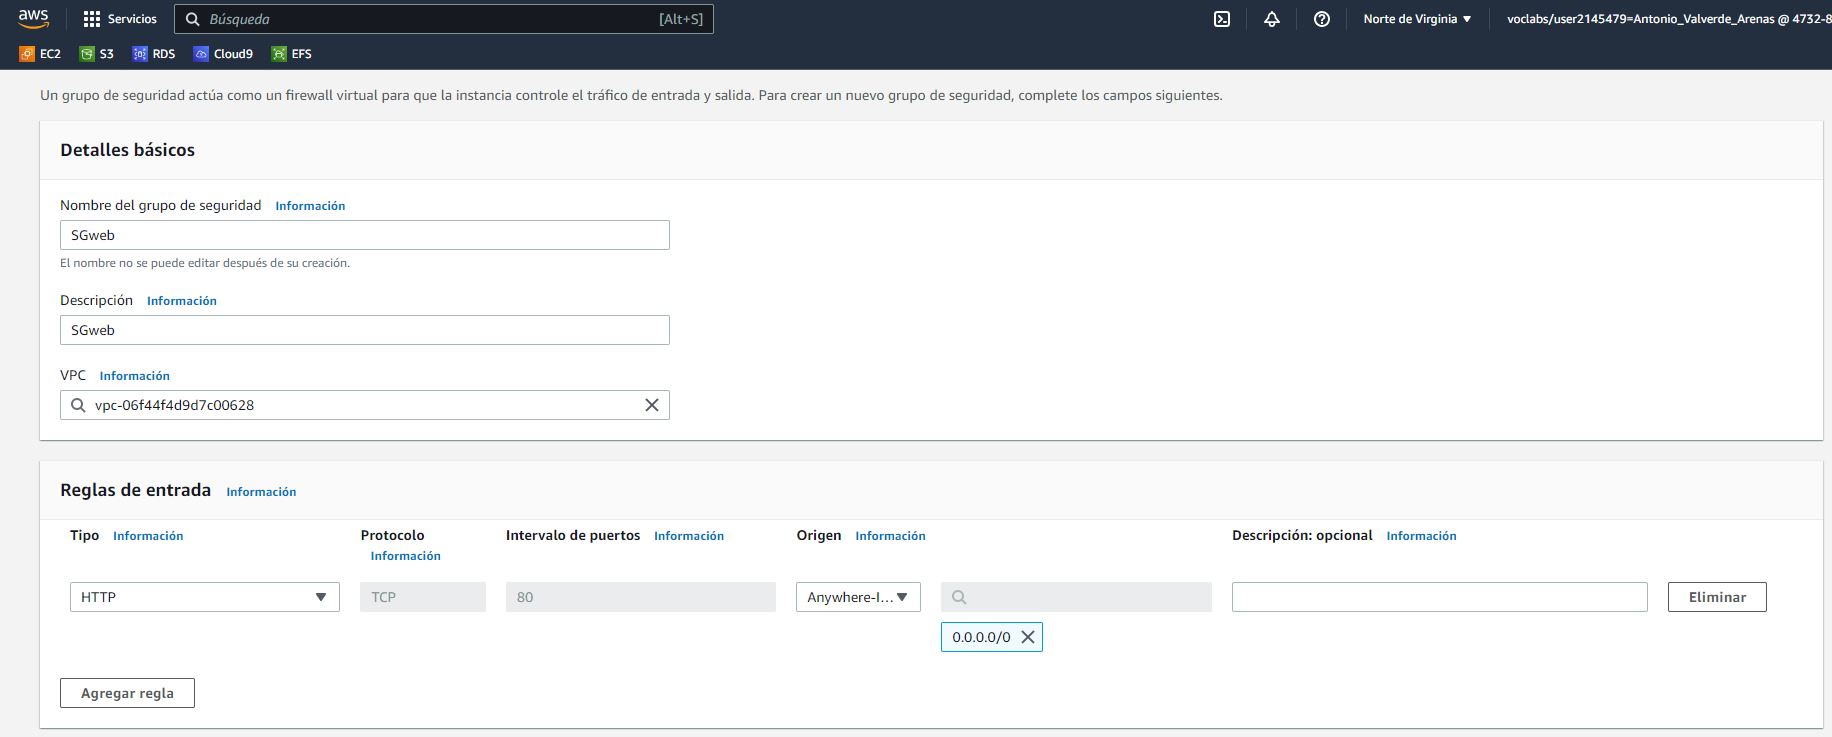 aws Servicios Búsqueda [Alt+S] Norte de Virginia voclabs/user2145479=Antonio_Valverde_Arenas @ 4732-8
EC2 S3 RDS Cloud9 EFS
Un grupo de seguridad actúa como un firewall virtual para que la instancia controle el tráfico de entrada y salida. Para crear un nuevo grupo de seguridad, complete los campos siguientes.
Detalles básicos
Nombre del grupo de seguridad Información
SGweb
El nombre no se puede editar después de su creación.
Descripción Información
SGweb
VPC Información
vpc-06f44f4d9d7c00628
Reglas de entrada Información
Tipo Información Protocolo Intervalo de puertos Información Origen Información Descripción: opcional Información
Información
HTTP TCP 80 Anywhere-I... Eliminar
0.0.0.0/0
Agregar regla